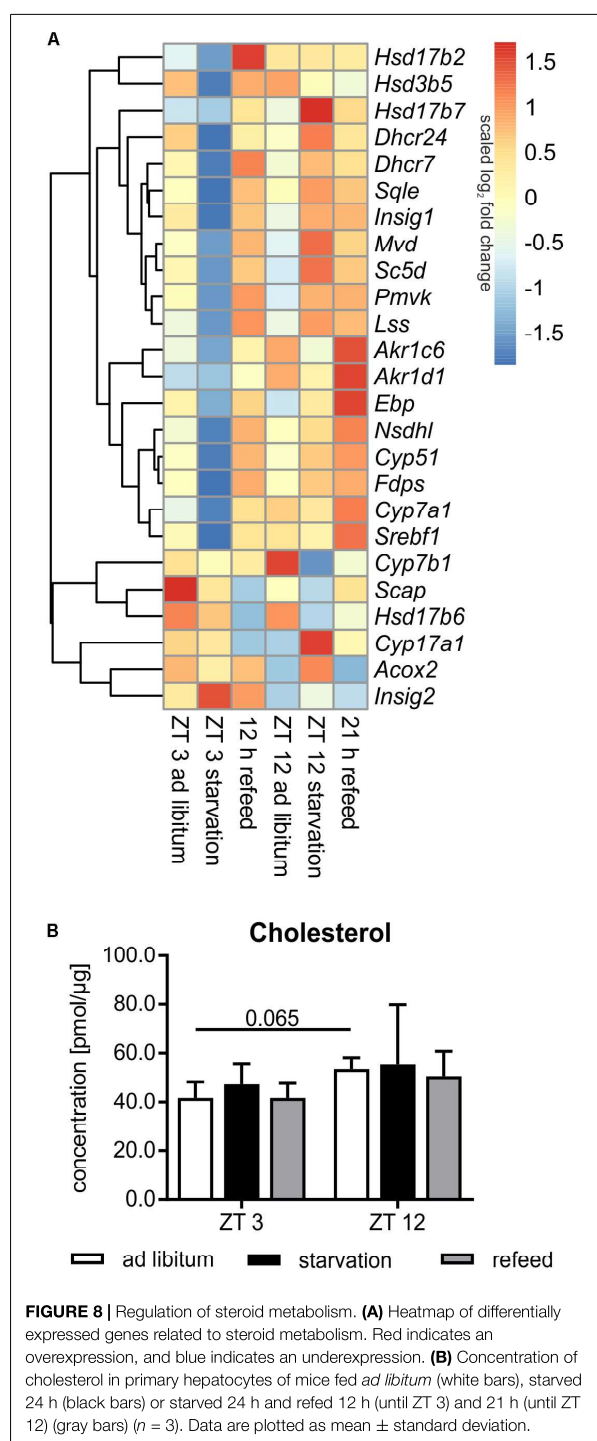 A
Hsd17b2
Hsd3b5
Hsd17b7
Dhcr24
Dhcr7
Sqle
Insig1
Mvd
Sc5d
Pmvk
Lss
Akr1c6
Akr1d1
Ebp
Nsdhl
Cyp51
Fdps
Cyp7a1
Srebf1
Cyp7b1
Scap
Hsd17b6
Cyp17a1
Acox2
Insig2
1.5
1
0.5
0
-0.5
-1
-1.5
scaled log2 fold change
ZT 3 ad libitum
ZT 3 starvation
12 h refeed
ZT 12 ad libitum
ZT 12 starvation
21 h refeed
B
Cholesterol
concentration [pmol/µg]
100.0
80.0
60.0
40.0
20.0
0.0
0.065
ZT 3
ZT 12
ad libitum
starvation
refeed
FIGURE 8 | Regulation of steroid metabolism. (A) Heatmap of differentially
expressed genes related to steroid metabolism. Red indicates an
overexpression, and blue indicates an underexpression. (B) Concentration of
cholesterol in primary hepatocytes of mice fed ad libitum (white bars), starved
24 h (black bars) or starved 24 h and refed 12 h (until ZT 3) and 21 h (until ZT
12) (gray bars) (n = 3). Data are plotted as mean ± standard deviation.